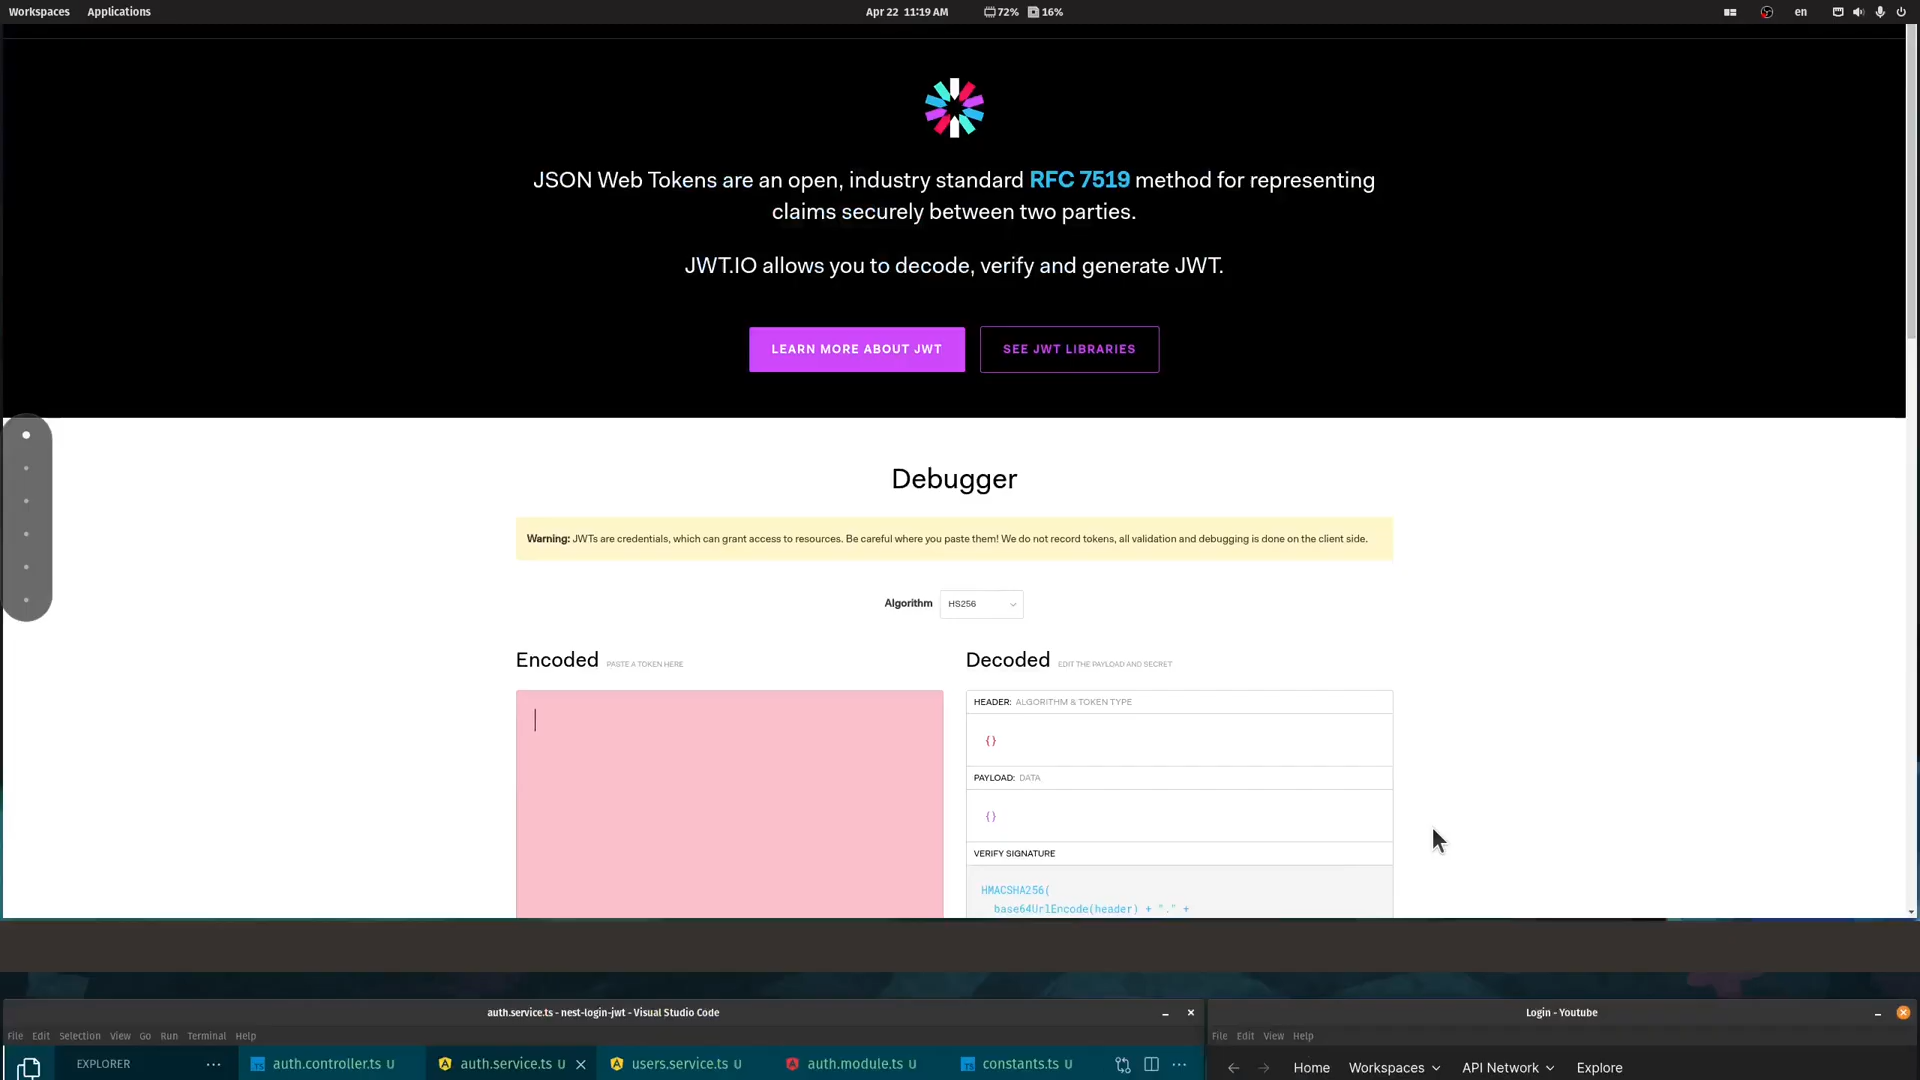 Workspaces Applications Apr 22 11:19 AM 72% 16% en
JSON Web Tokens are an open, industry standard RFC 7519 method for representing
claims securely between two parties.
JWT.IO allows you to decode, verify and generate JWT.
LEARN MORE ABOUT JWT SEE JWT LIBRARIES
Debugger
Warning: JWTs are credentials, which can grant access to resources. Be careful where you paste them! We do not record tokens, all validation and debugging is done on the client side.
Algorithm HS256
Encoded PASTE A TOKEN HERE
Decoded EDIT THE PAYLOAD AND SECRET
HEADER: ALGORITHM & TOKEN TYPE
{}
PAYLOAD: DATA
{}
VERIFY SIGNATURE
HMACSHA256(
base64UrlEncode(header) + "." +
auth.service.ts - nest-login-jwt - Visual Studio Code
File Edit Selection View Go Run Terminal Help
EXPLORER ··· TS auth.controller.ts U auth.service.ts U users.service.ts U auth.module.ts U TS constants.ts U ···
Login - Youtube
File Edit View Help
Home Workspaces API Network Explore